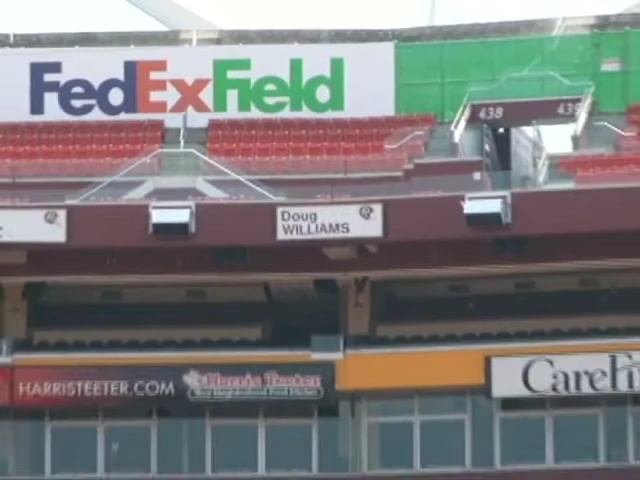 FedExField
438
439
Doug
WILLIAMS
HARRISTEETER.COM
Harris Teeter
CareFi